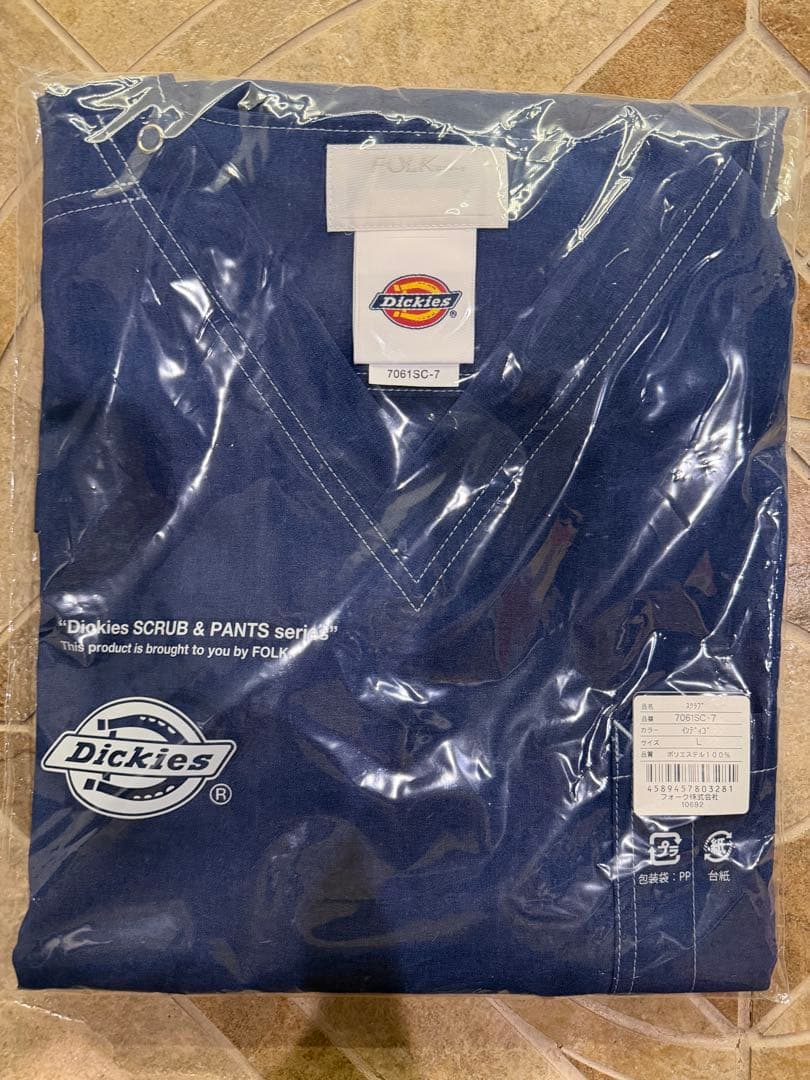 FOLK
Dickies
®
7061SC-7
"Dickies SCRUB & PANTS series"
This product is brought to you by FOLK
Dickies
®
品名 ｽｸﾗﾌﾞ
品番 7061SC-7
カラー ｲﾝﾃﾞｨｺﾞ
サイズ L
品質 ポリエステル100%
4589457803281
フォーク株式会社
10692
プラ
紙
包装袋：PP
台紙